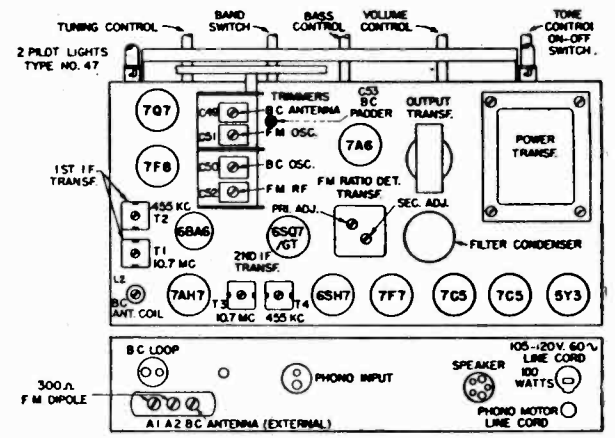 TUNING CONTROL
BAND SWITCH
BASS CONTROL
VOLUME CONTROL
TONE CONTROL ON-OFF SWITCH.
2 PILOT LIGHTS TYPE NO. 47
7Q7
C49
TRIMMERS
BC ANTENNA
C53 BC PADDER
OUTPUT TRANSF.
C51
FM OSC.
7A6
POWER TRANSF.
7F8
C50
BC OSC.
C52
FM RF
1ST I.F. TRANSF.
FM RATIO DET. TRANSF.
PRI. ADJ.
SEC. ADJ.
455 KC
T2
6BA6
6SQ7 /GT
FILTER CONDENSER
T1
10.7 MC
2ND IF TRANSF.
L2
BC ANT. COIL
7AH7
T3
10.7 MC
T4
455 KC
6SH7
7F7
7C5
7C5
5Y3
BC LOOP
105-120V. 60~
LINE CORD
300Ω
FM DIPOLE
PHONO INPUT
SPEAKER
100 WATTS
PHONO MOTOR LINE CORD
A1 A2 BC ANTENNA (EXTERNAL)